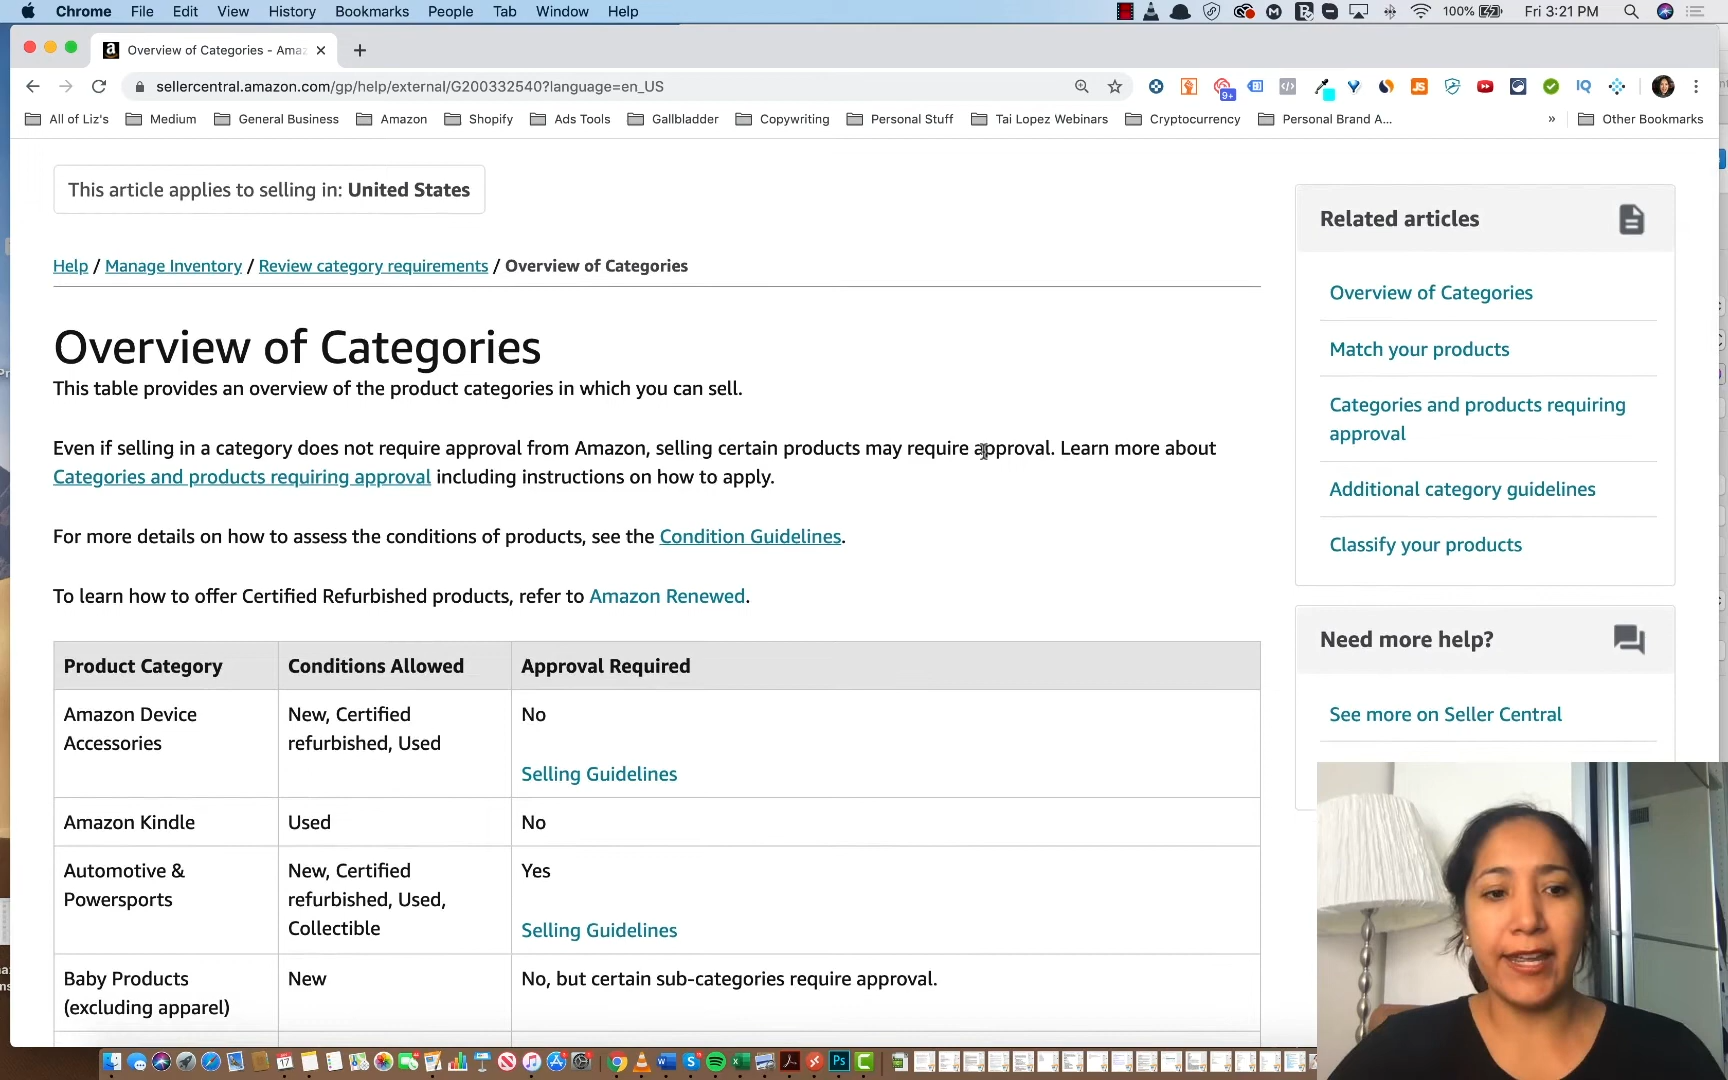 Chrome File Edit View History Bookmarks People Tab Window Help 100% Fri 3:21 PM
Overview of Categories - Ama
sellercentral.amazon.com/gp/help/external/G200332540?language=en_US 9+ JS IQ
All of Liz's Medium General Business Amazon Shopify Ads Tools Gallbladder Copywriting Personal Stuff Tai Lopez Webinars Cryptocurrency Personal Brand A... » Other Bookmarks
This article applies to selling in: United States
Help / Manage Inventory / Review category requirements / Overview of Categories
Overview of Categories
This table provides an overview of the product categories in which you can sell.
Even if selling in a category does not require approval from Amazon, selling certain products may require approval. Learn more about
Categories and products requiring approval including instructions on how to apply.
For more details on how to assess the conditions of products, see the Condition Guidelines.
To learn how to offer Certified Refurbished products, refer to Amazon Renewed.
Product Category Conditions Allowed Approval Required
Amazon Device
Accessories
New, Certified
refurbished, Used
No
Selling Guidelines
Amazon Kindle Used No
Automotive &
Powersports
New, Certified
refurbished, Used,
Collectible
Yes
Selling Guidelines
Baby Products
(excluding apparel)
New
No, but certain sub-categories require approval.
Related articles
Overview of Categories
Match your products
Categories and products requiring
approval
Additional category guidelines
Classify your products
Need more help?
See more on Seller Central